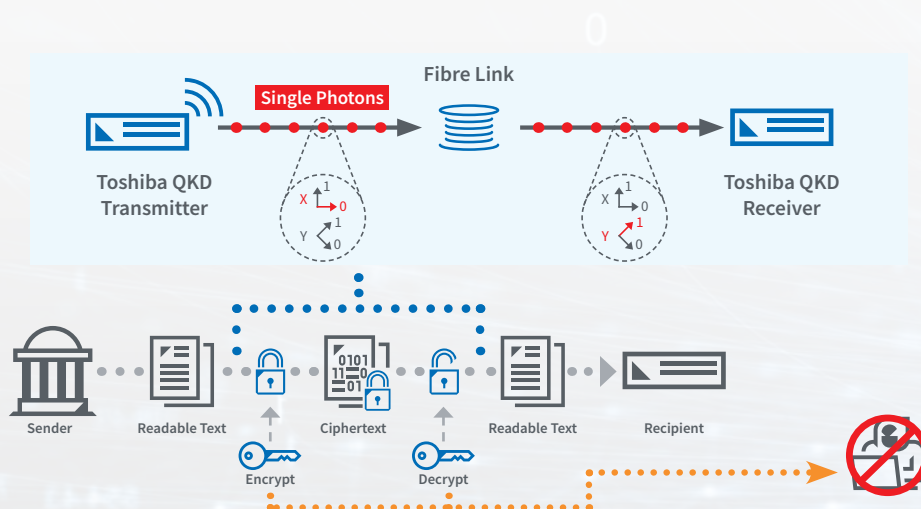 0
Fibre Link
Single Photons
Toshiba QKD
Transmitter
Toshiba QKD
Receiver
X 1 0
Y 1 0
X 1 0
Y 1 0
0101
11 0
01
Sender
Readable Text
Ciphertext
Readable Text
Recipient
Encrypt
Decrypt